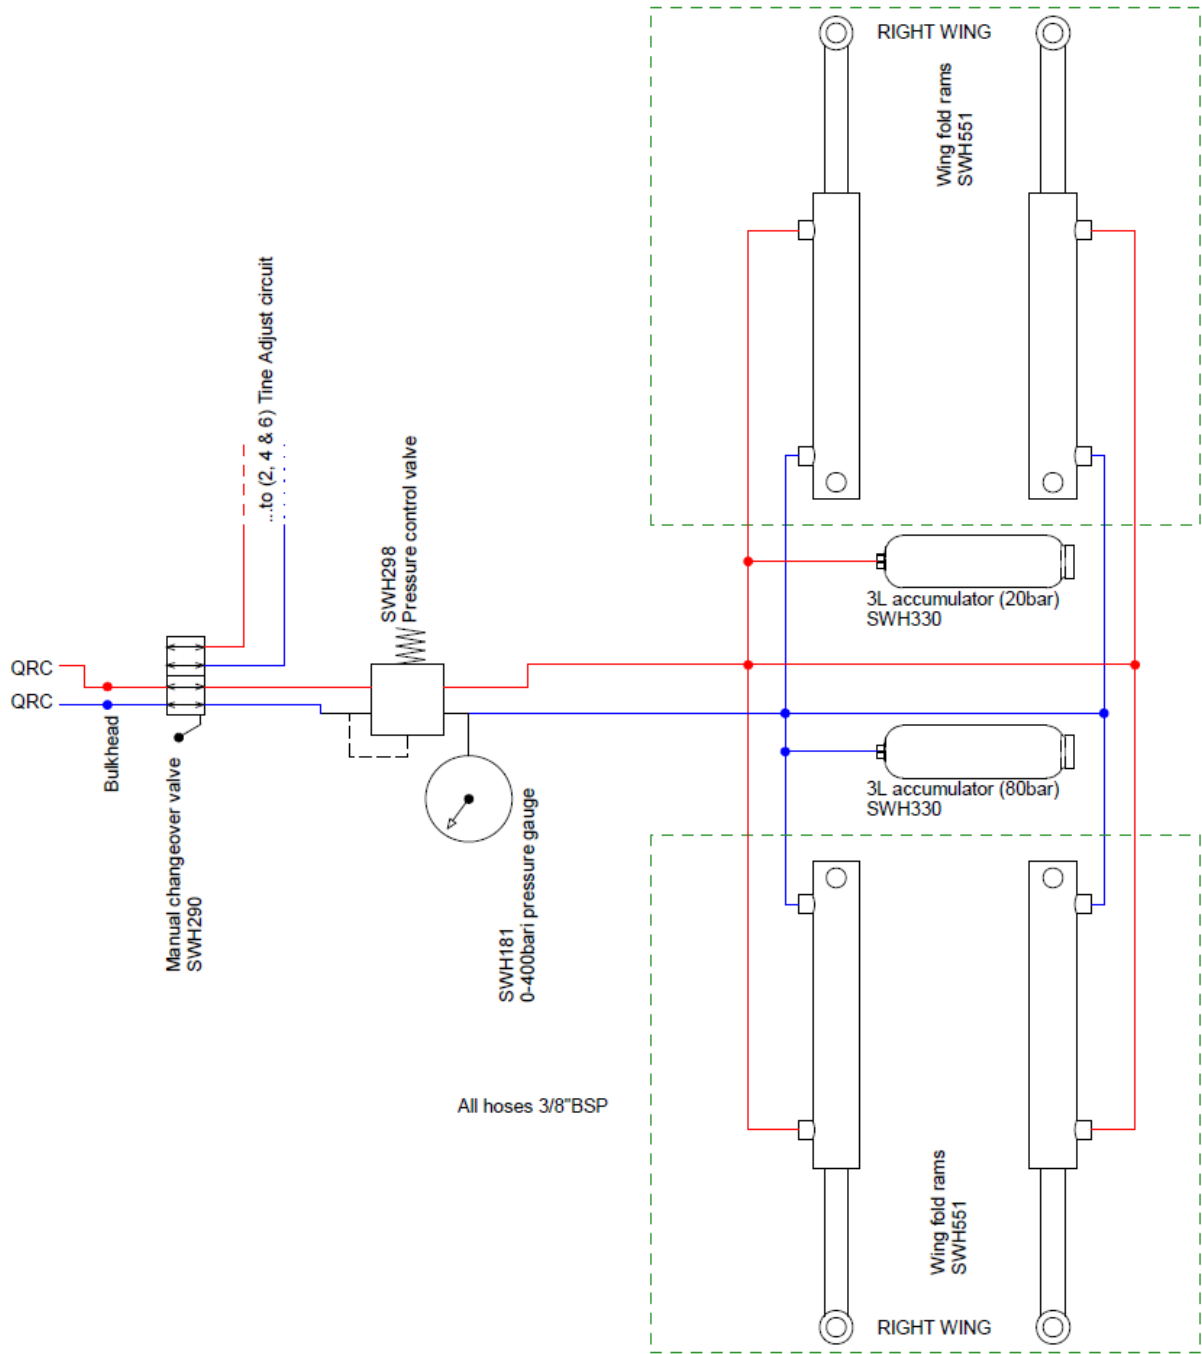 RIGHT WING
Wing fold rams
SWH551
...to (2, 4 & 6) Tine Adjust circuit
SWH298
Pressure control valve
3L accumulator (20bar)
SWH330
QRC
QRC
Bulkhead
Manual changeover valve
SWH290
3L accumulator (80bar)
SWH330
SWH181
0-400bari pressure gauge
All hoses 3/8"BSP
Wing fold rams
SWH551
RIGHT WING